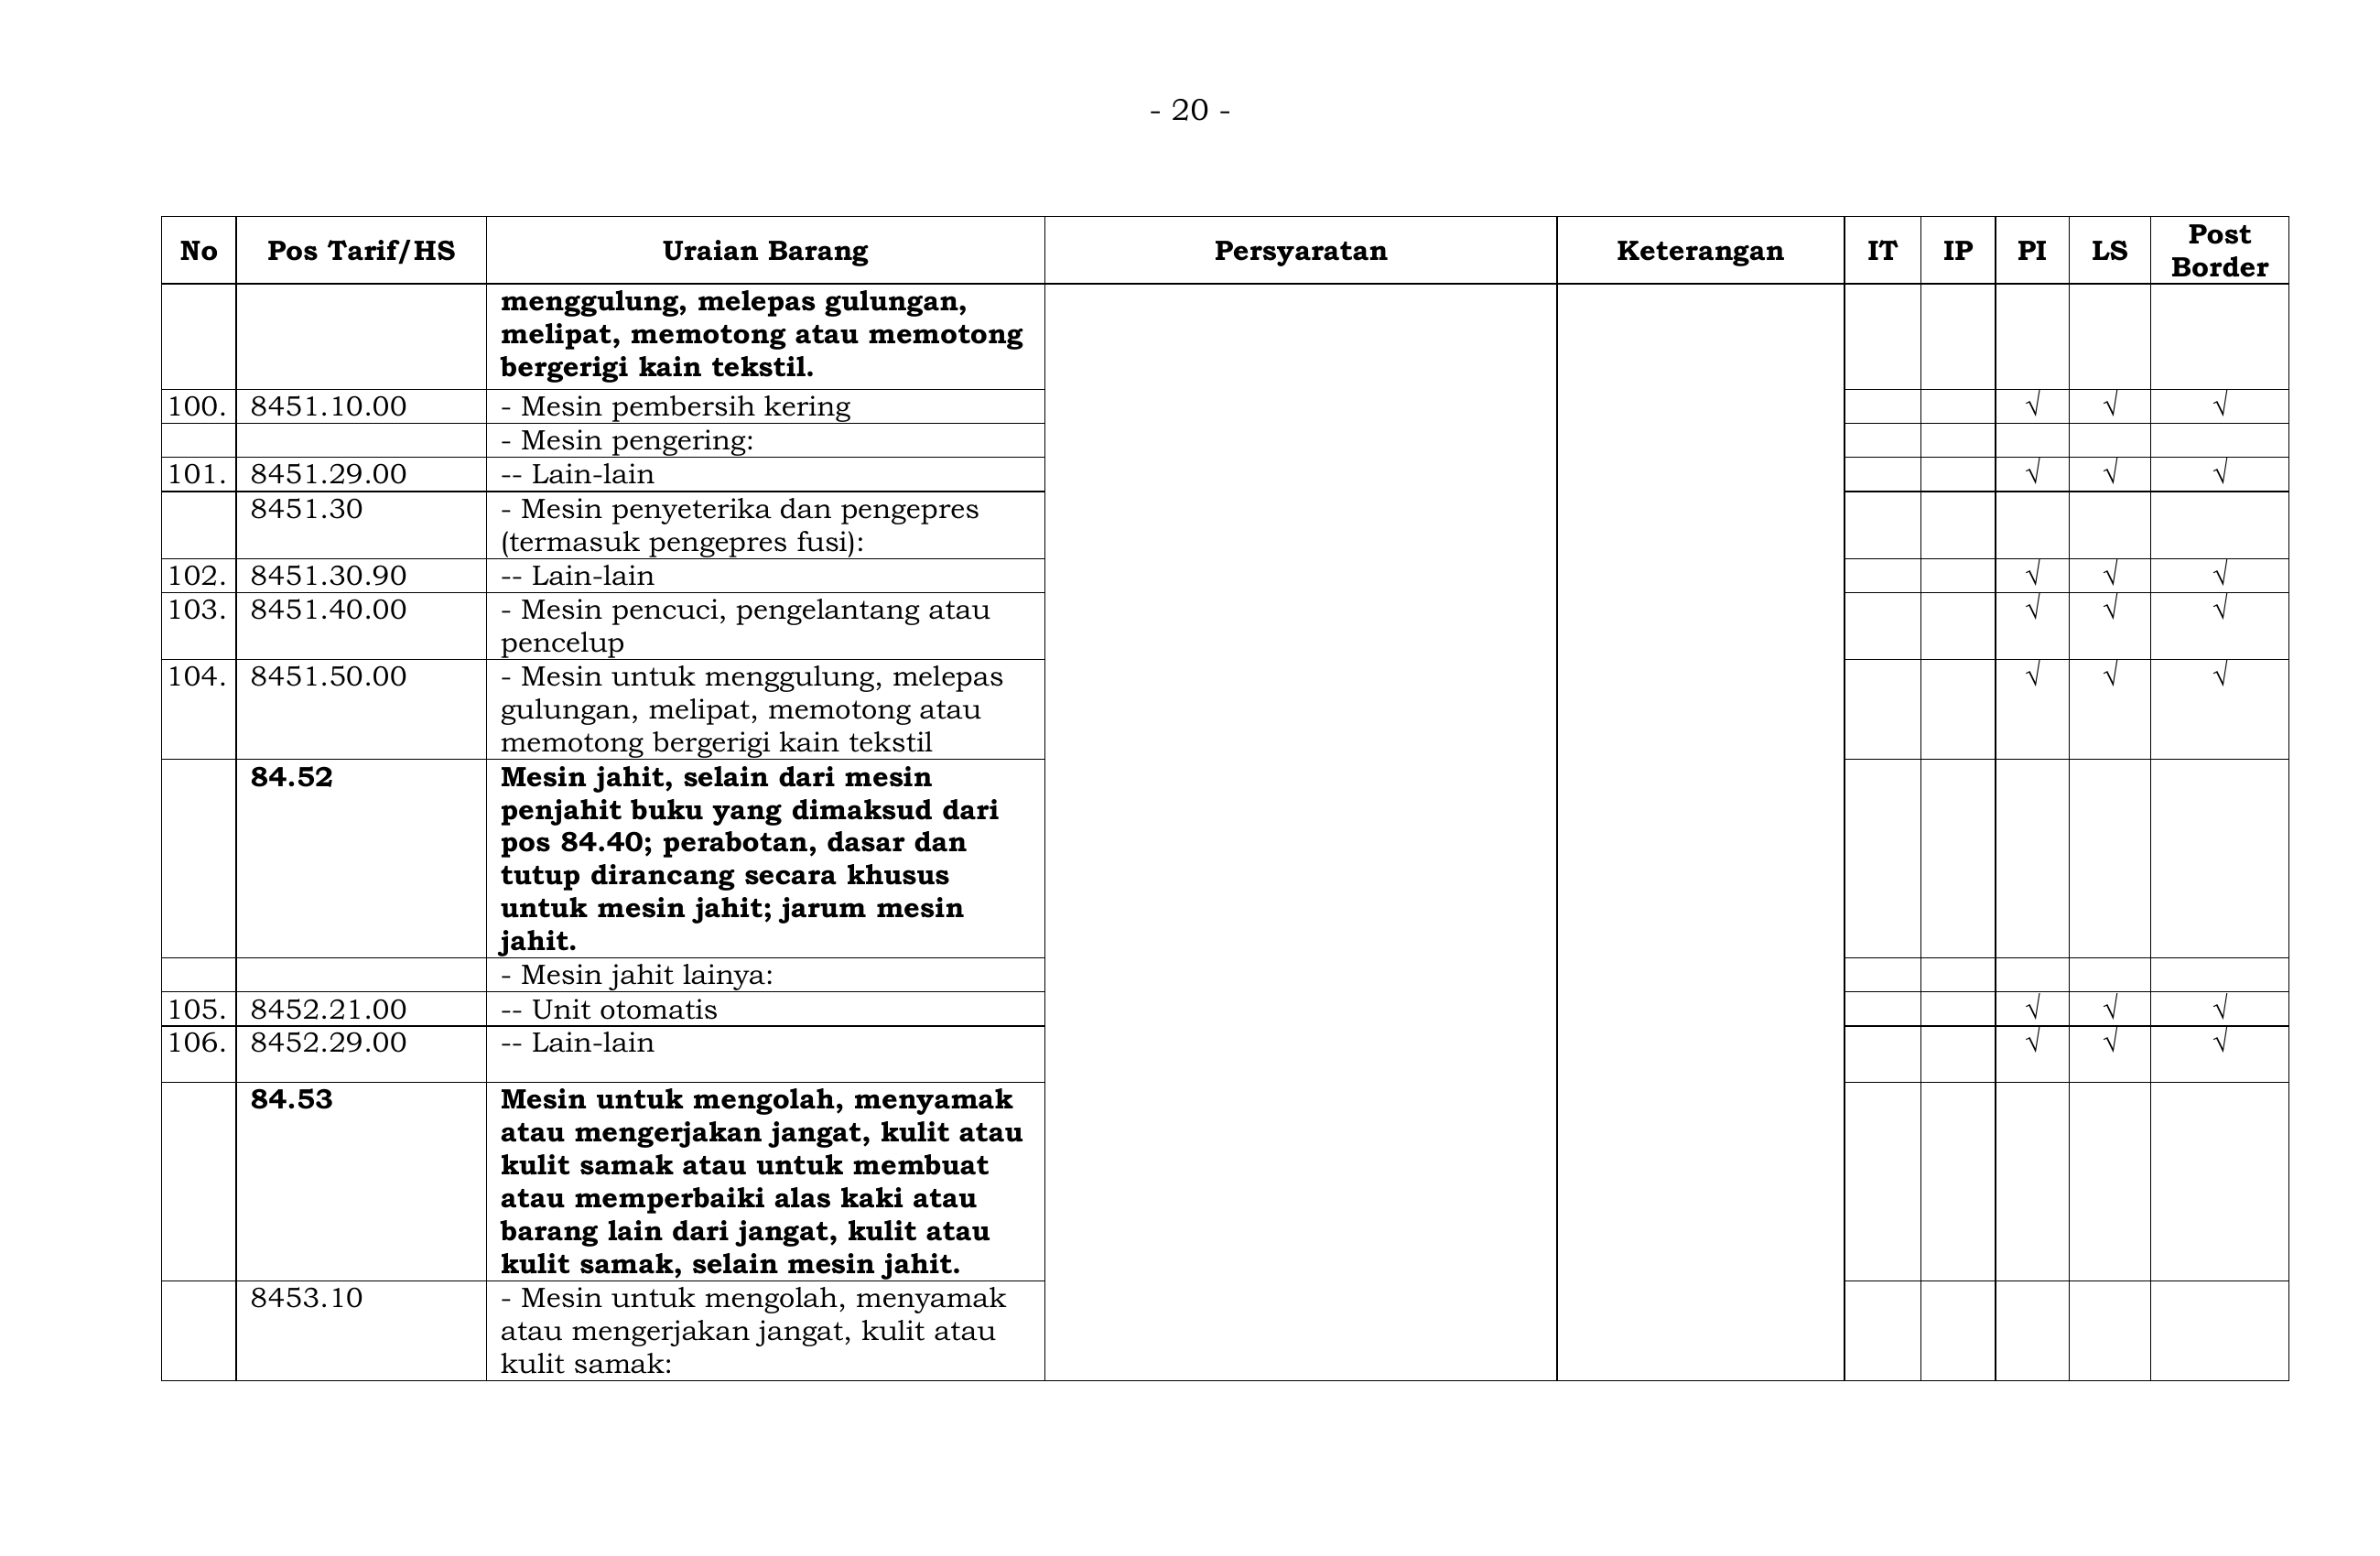 - 20 -
No Pos Tarif/HS Uraian Barang Persyaratan Keterangan IT IP PI LS Post Border
menggulung, melepas gulungan,
melipat, memotong atau memotong
bergerigi kain tekstil.
100. 8451.10.00 - Mesin pembersih kering √ √ √
- Mesin pengering:
101. 8451.29.00 -- Lain-lain √ √ √
8451.30 - Mesin penyeterika dan pengepres
(termasuk pengepres fusi):
102. 8451.30.90 -- Lain-lain √ √ √
103. 8451.40.00 - Mesin pencuci, pengelantang atau √ √ √
pencelup
104. 8451.50.00 - Mesin untuk menggulung, melepas √ √ √
gulungan, melipat, memotong atau
memotong bergerigi kain tekstil
84.52 Mesin jahit, selain dari mesin
penjahit buku yang dimaksud dari
pos 84.40; perabotan, dasar dan
tutup dirancang secara khusus
untuk mesin jahit; jarum mesin
jahit.
- Mesin jahit lainya:
105. 8452.21.00 -- Unit otomatis √ √ √
106. 8452.29.00 -- Lain-lain √ √ √
84.53 Mesin untuk mengolah, menyamak
atau mengerjakan jangat, kulit atau
kulit samak atau untuk membuat
atau memperbaiki alas kaki atau
barang lain dari jangat, kulit atau
kulit samak, selain mesin jahit.
8453.10 - Mesin untuk mengolah, menyamak
atau mengerjakan jangat, kulit atau
kulit samak: